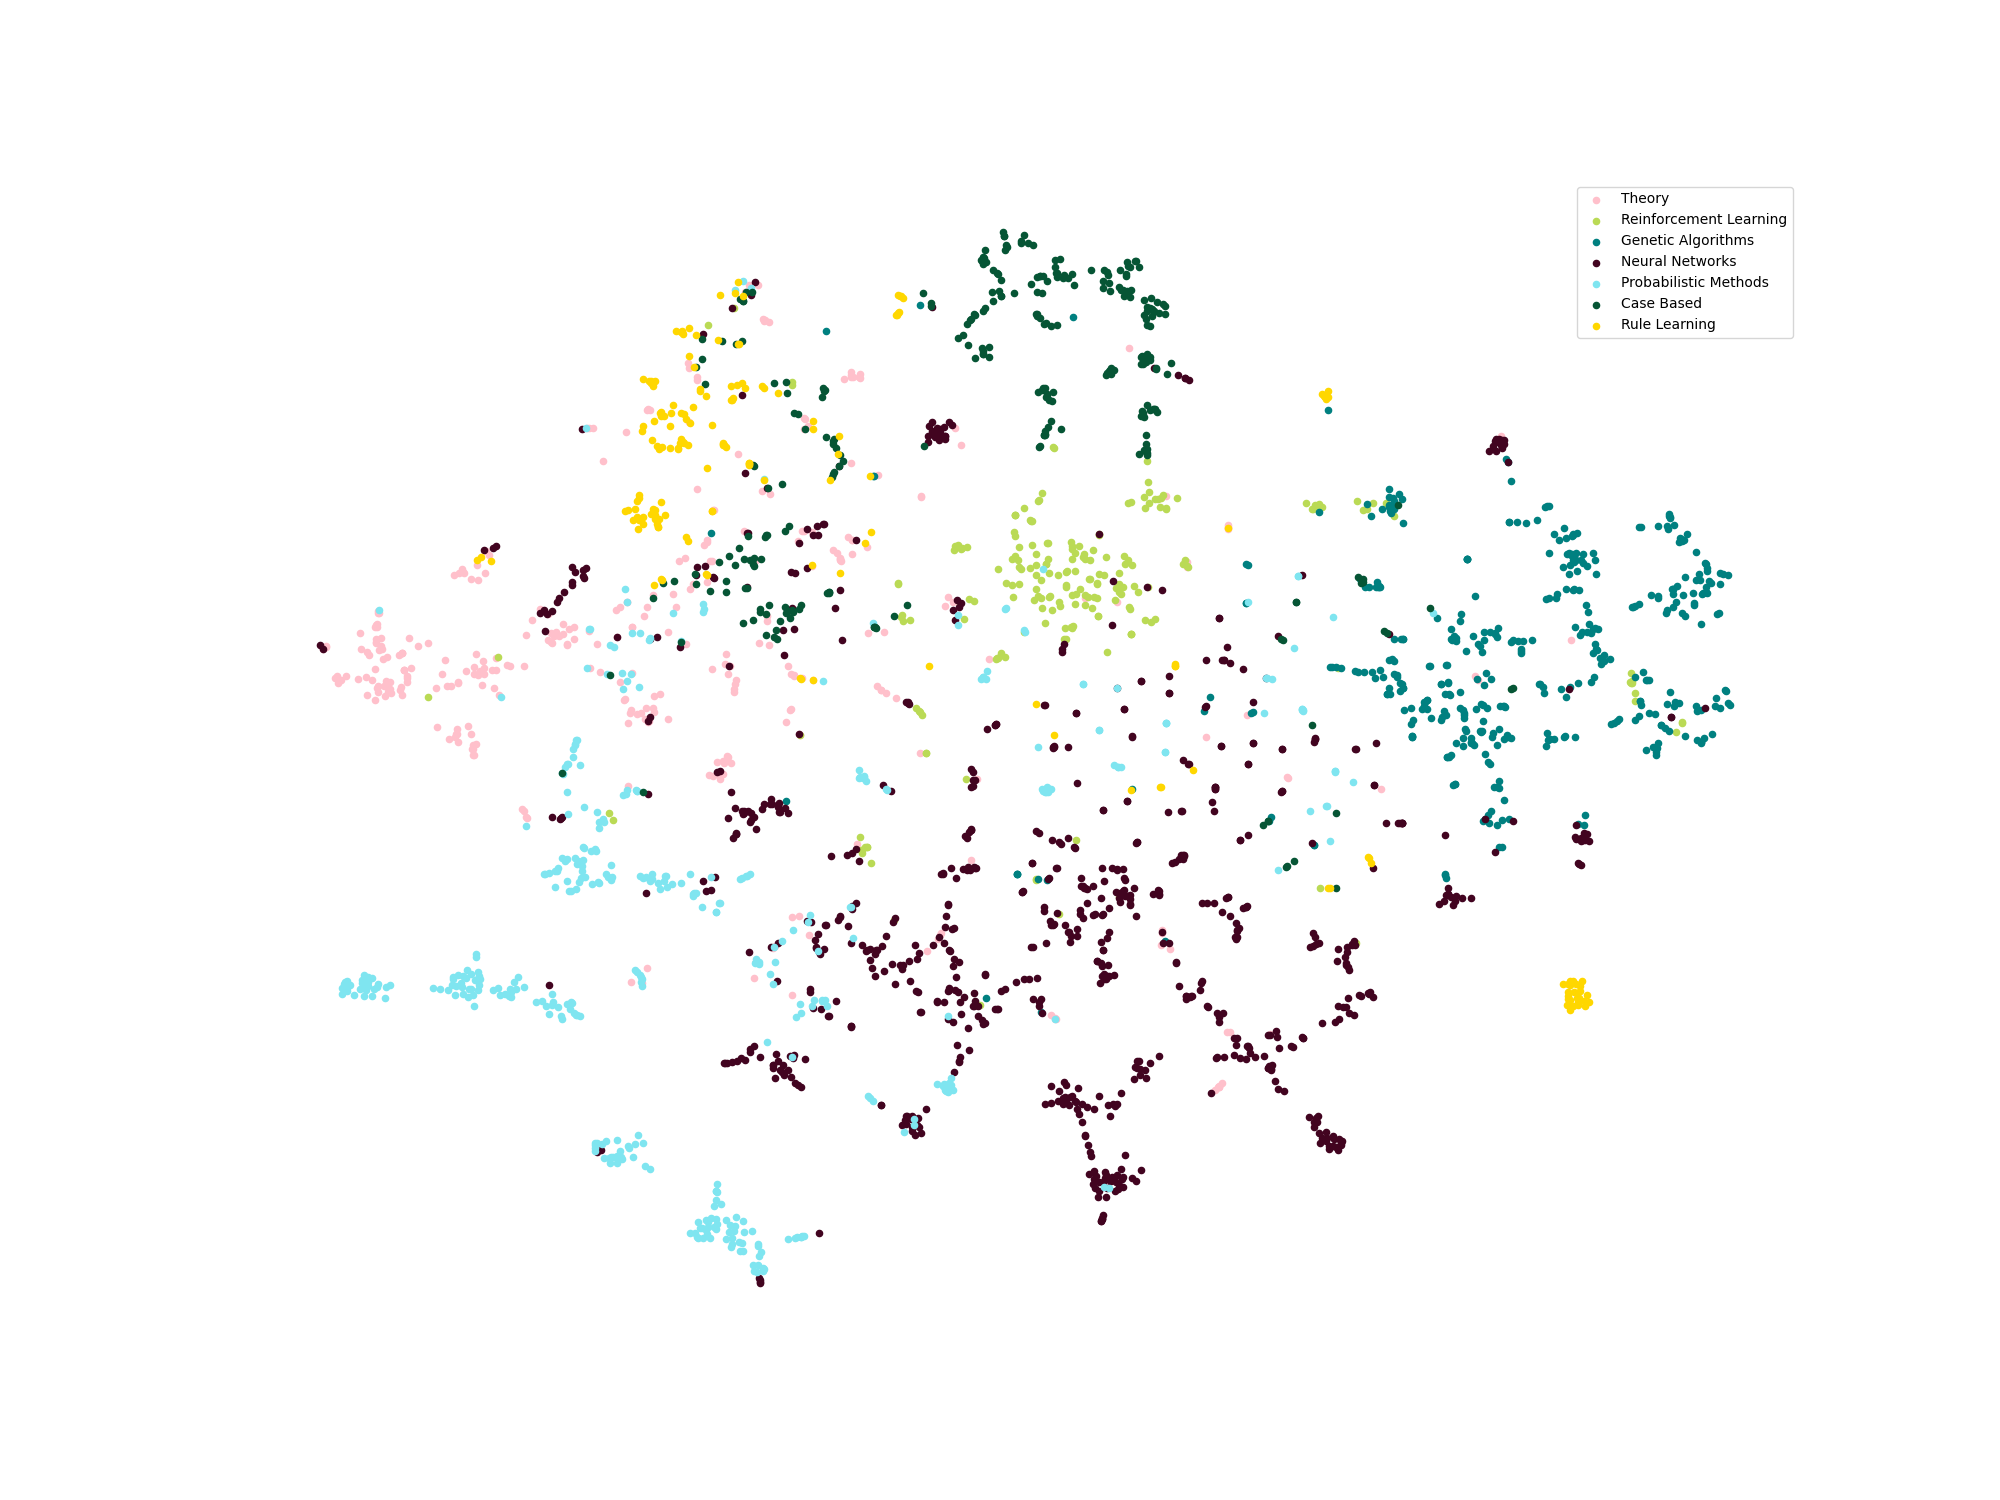 Theory
Reinforcement Learning
Genetic Algorithms
Neural Networks
Probabilistic Methods
Case Based
Rule Learning